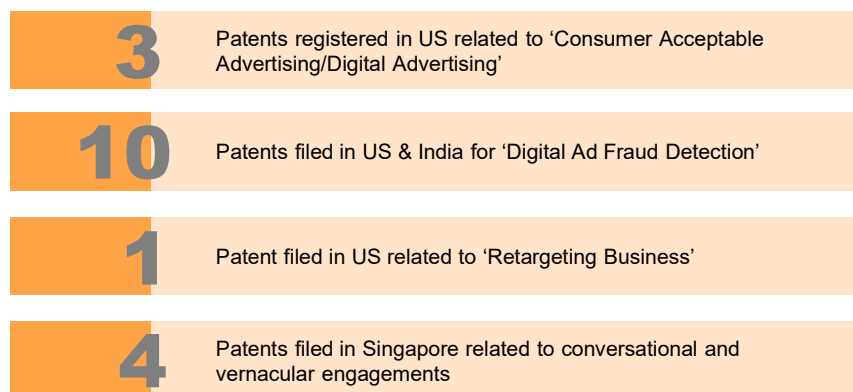 3
Patents registered in US related to ‘Consumer Acceptable
Advertising/Digital Advertising’
10
Patents filed in US & India for ‘Digital Ad Fraud Detection’
1
Patent filed in US related to ‘Retargeting Business’
4
Patents filed in Singapore related to conversational and
vernacular engagements